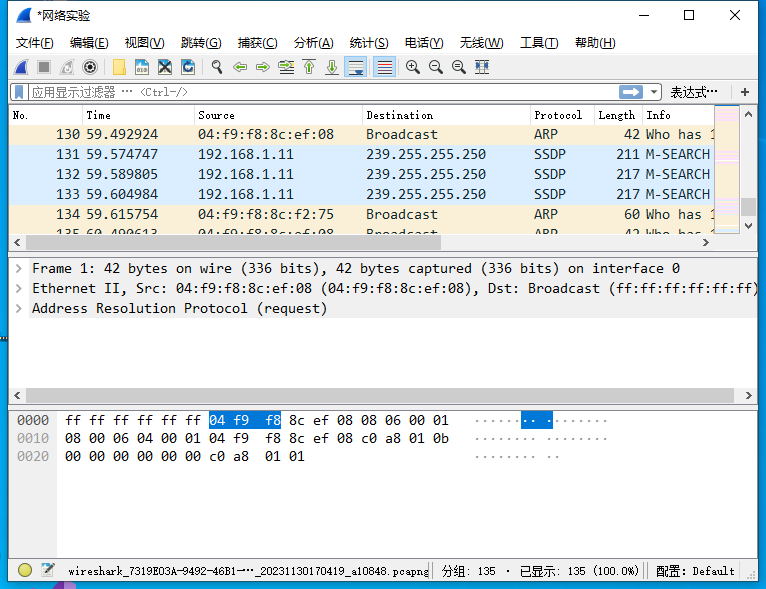 *网络实验
文件(F) 编辑(E) 视图(V) 跳转(G) 捕获(C) 分析(A) 统计(S) 电话(Y) 无线(W) 工具(T) 帮助(H)
应用显示过滤器 … <Ctrl-/> 表达式… +
No. Time Source Destination Protocol Length Info
130 59.492924 04:f9:f8:8c:ef:08 Broadcast ARP 42 Who has 1
131 59.574747 192.168.1.11 239.255.255.250 SSDP 211 M-SEARCH
132 59.589805 192.168.1.11 239.255.255.250 SSDP 217 M-SEARCH
133 59.604984 192.168.1.11 239.255.255.250 SSDP 217 M-SEARCH
134 59.615754 04:f9:f8:8c:f2:75 Broadcast ARP 60 Who has 1
135 60.490613 04:f9:f8:8c:ef:08 Broadcast ARP 42 Who has 1
Frame 1: 42 bytes on wire (336 bits), 42 bytes captured (336 bits) on interface 0
Ethernet II, Src: 04:f9:f8:8c:ef:08 (04:f9:f8:8c:ef:08), Dst: Broadcast (ff:ff:ff:ff:ff:ff)
Address Resolution Protocol (request)
0000 ff ff ff ff ff ff 04 f9 f8 8c ef 08 08 06 00 01 ········ ········
0010 08 00 06 04 00 01 04 f9 f8 8c ef 08 c0 a8 01 0b ········ ········
0020 00 00 00 00 00 00 c0 a8 01 01 ········ ··
wireshark_7319E03A-9492-46B1-…_20231130170419_a10848.pcapng 分组: 135 · 已显示: 135 (100.0%) 配置: Default